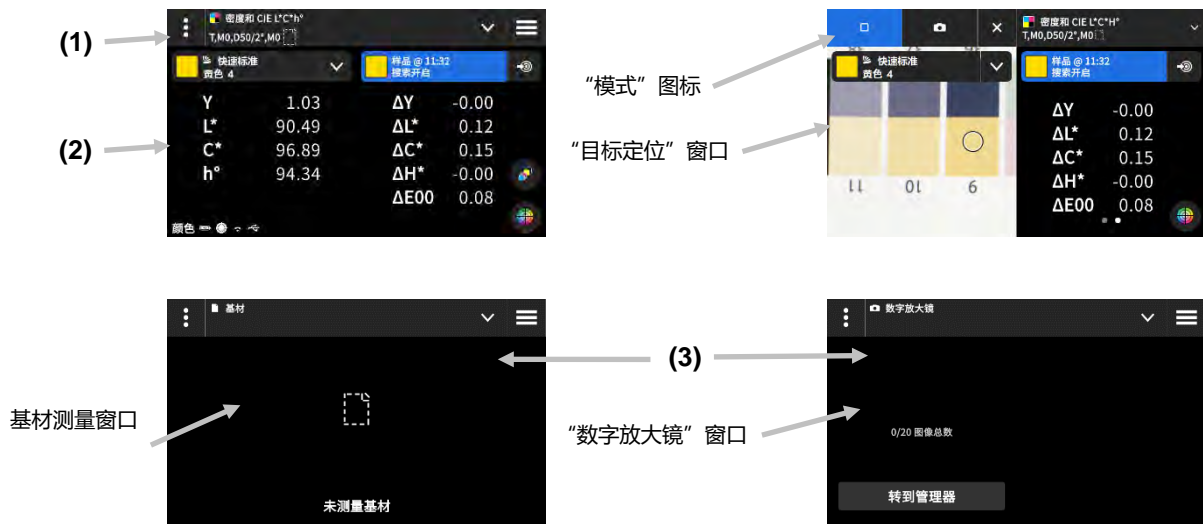 (1)
密度和 CIE L*C*h°
T,M0,D50/2°,M0
快速标准
黄色 4
样品 @ 11:32
搜索开启
(2)
Y 1.03 ΔY -0.00
L* 90.49 ΔL* 0.12
C* 96.89 ΔC* 0.15
h° 94.34 ΔH* -0.00
ΔE00 0.08
颜色
“模式”图标
“目标定位”窗口
密度和 CIE L*C*H*
T,M0,D50/2°,M0
快速标准
黄色 4
样品 @ 11:32
搜索开启
11 10 9
ΔY -0.00
ΔL* 0.12
ΔC* 0.15
ΔH* -0.00
ΔE00 0.08
基材
基材测量窗口
未测量基材
(3)
数字放大镜
“数字放大镜”窗口
0/20 图像总数
转到管理器